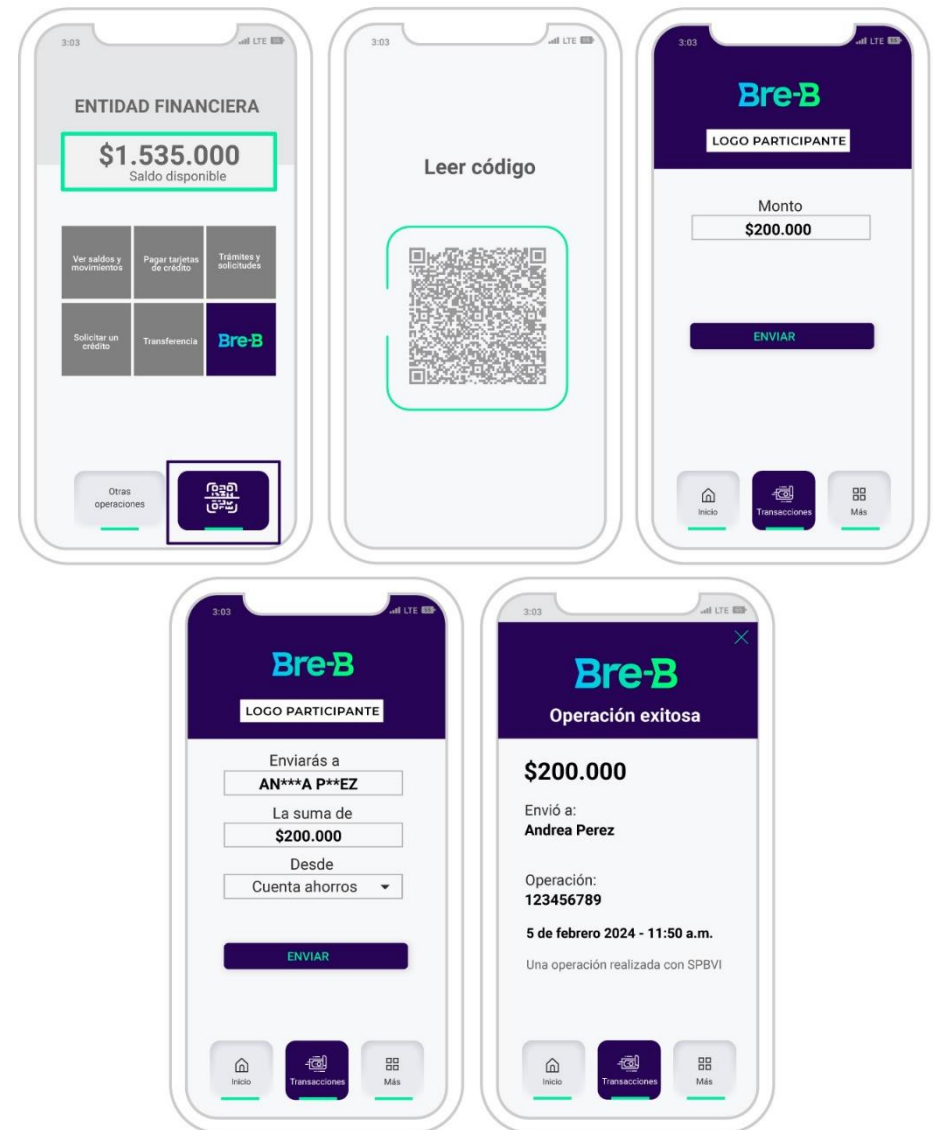 3:03
LTE
ENTIDAD FINANCIERA
$1.535.000
Saldo disponible
Ver saldos y
movimientos
Pagar tarjetas
de crédito
Trámites y
solicitudes
Solicitar un
crédito
Transferencia
Bre-B
Otras
operaciones
3:03
LTE
Leer código
3:03
LTE
Bre-B
LOGO PARTICIPANTE
Monto
$200.000
ENVIAR
Inicio
Transacciones
Más
3:03
LTE
Bre-B
LOGO PARTICIPANTE
Enviarás a
AN***A P**EZ
La suma de
$200.000
Desde
Cuenta ahorros
ENVIAR
Inicio
Transacciones
Más
3:03
LTE
Bre-B
Operación exitosa
$200.000
Envió a:
Andrea Perez
Operación:
123456789
5 de febrero 2024 - 11:50 a.m.
Una operación realizada con SPBVI
Inicio
Transacciones
Más